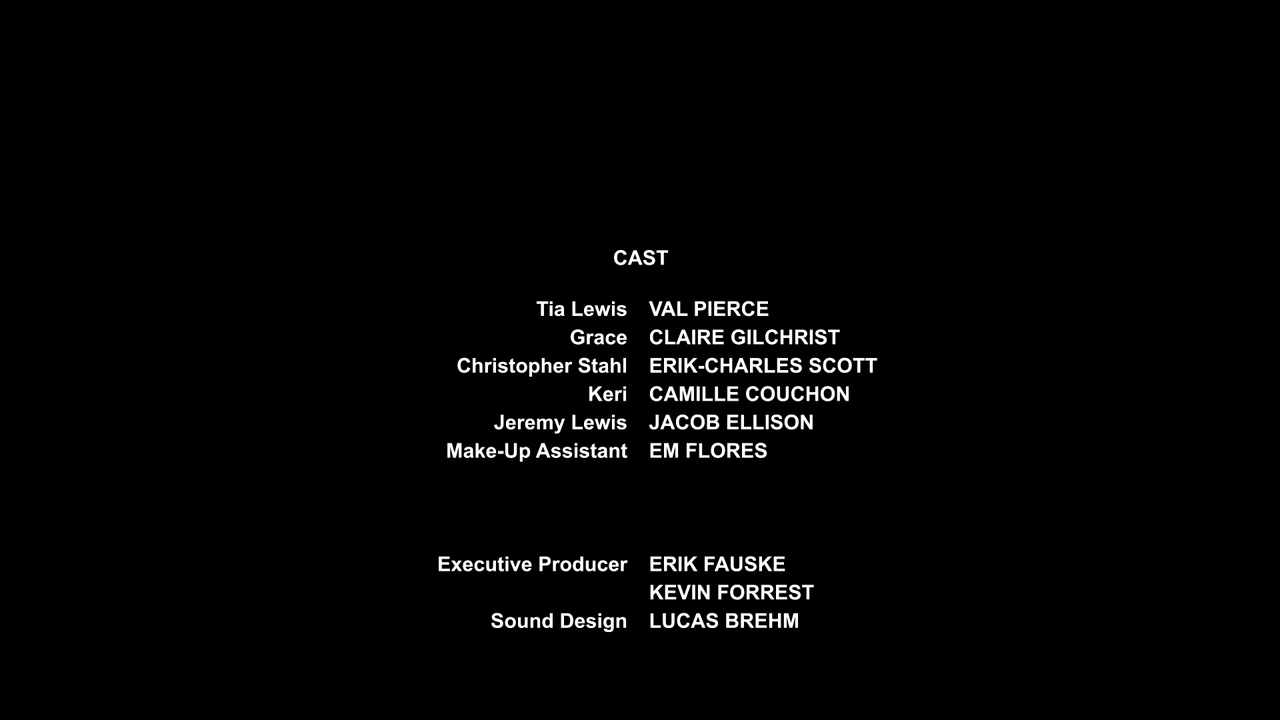 CAST
Tia Lewis VAL PIERCE
Grace CLAIRE GILCHRIST
Christopher Stahl ERIK-CHARLES SCOTT
Keri CAMILLE COUCHON
Jeremy Lewis JACOB ELLISON
Make-Up Assistant EM FLORES
Executive Producer ERIK FAUSKE
KEVIN FORREST
Sound Design LUCAS BREHM